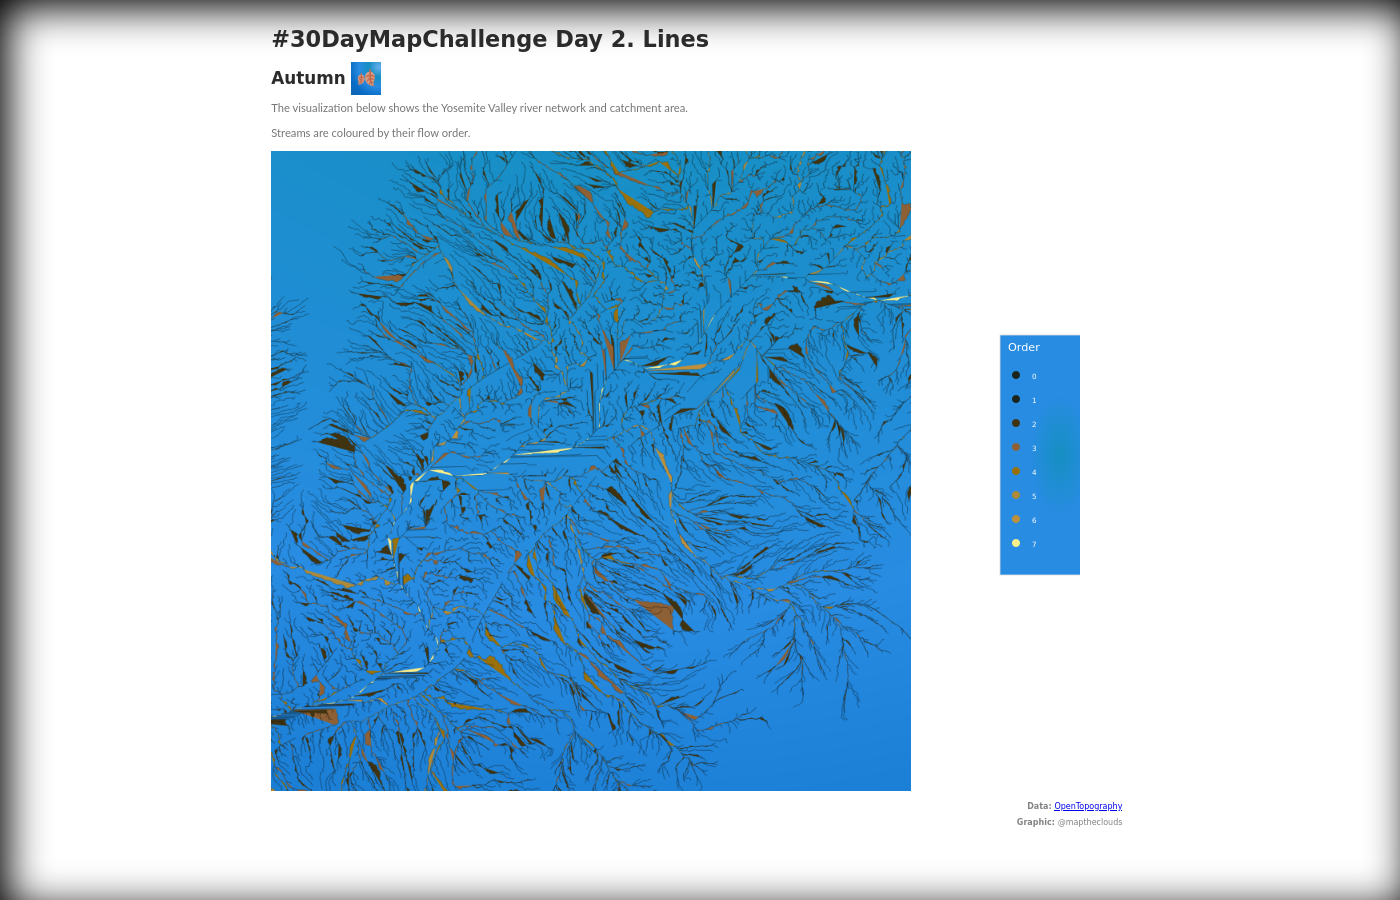 #30DayMapChallenge Day 2. Lines
Autumn
The visualization below shows the Yosemite Valley river network and catchment area.
Streams are coloured by their flow order.
Order
0
1
2
3
4
5
6
7
Data: OpenTopography
Graphic: @maptheclouds